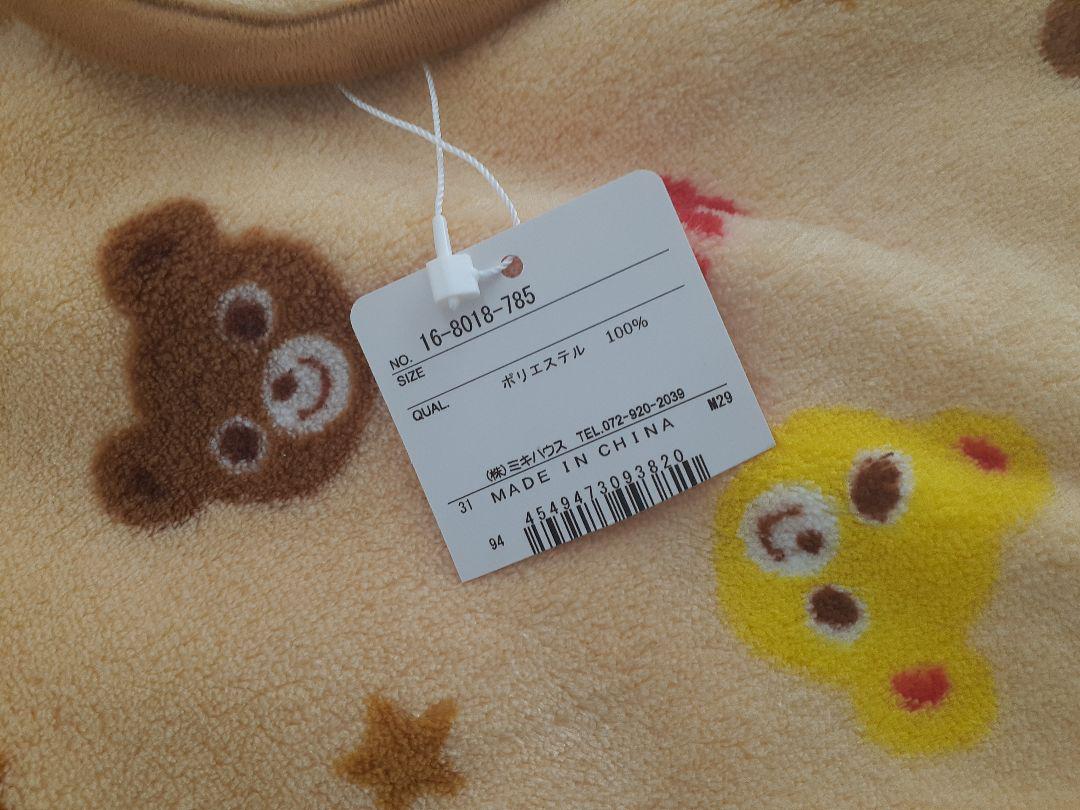 NO. 16-8018-785
SIZE
QUAL. ポリエステル 100%
(株)ミキハウス TEL.072-920-2039
31 MADE IN CHINA M29
4549473093820
94